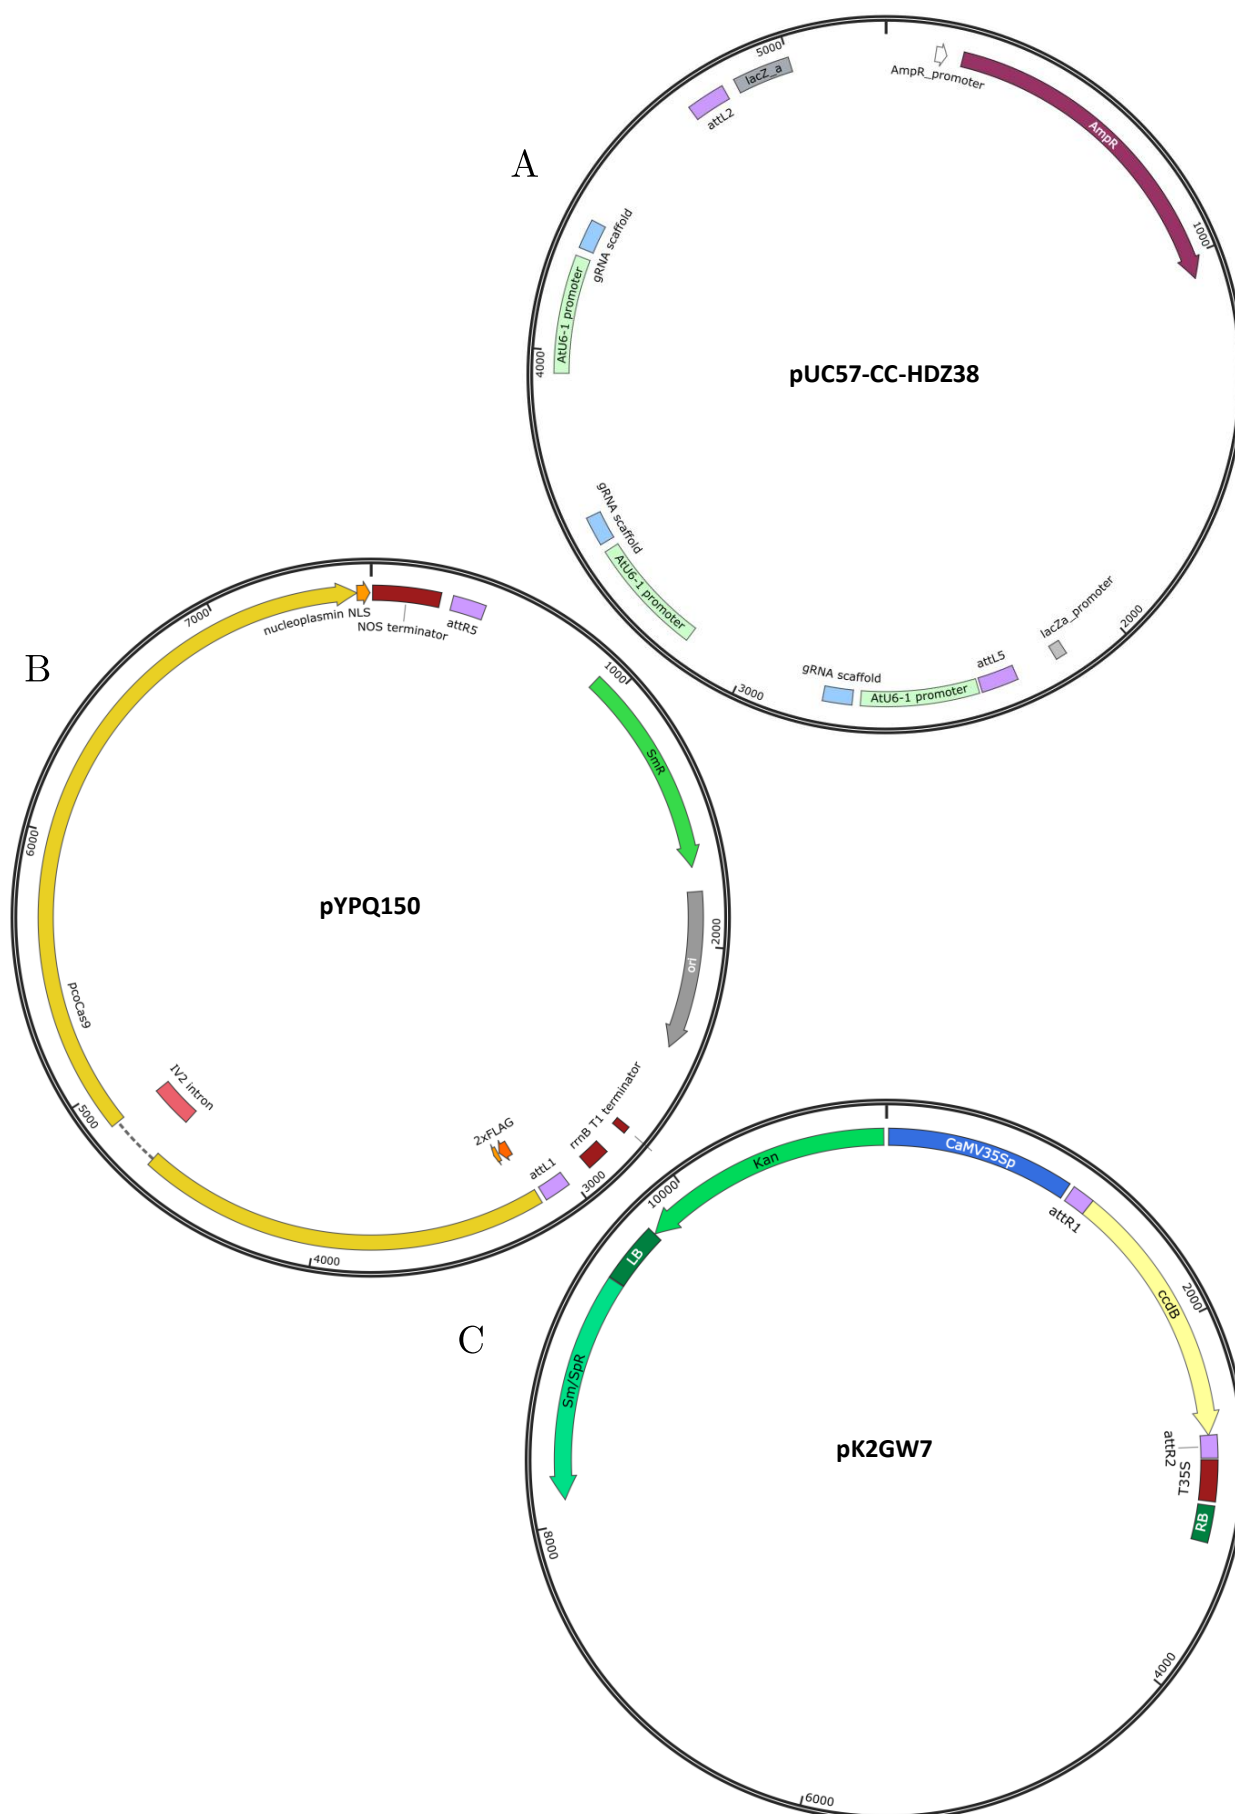 A
5000
AmpR_promoter
lacZ_a
attL2
AmpR
1000
gRNA scaffold
AtU6-1 promoter
4000
pUC57-CC-HDZ38
gRNA scaffold
AtU6-1 promoter
lacZa_promoter
2000
attL5
gRNA scaffold
AtU6-1 promoter
3000
B
7000
nucleoplasmin NLS
NOS terminator
attR5
1000
SmR
6000
pYPQ150
2000
ori
pcoCas9
IV2 intron
5000
2xFLAG
rrnB T1 terminator
attL1
3000
4000
C
10000
Kan
CaMV35Sp
attR1
LB
2000
ccdB
Sm/SpR
pK2GW7
attR2
T35S
RB
8000
4000
6000